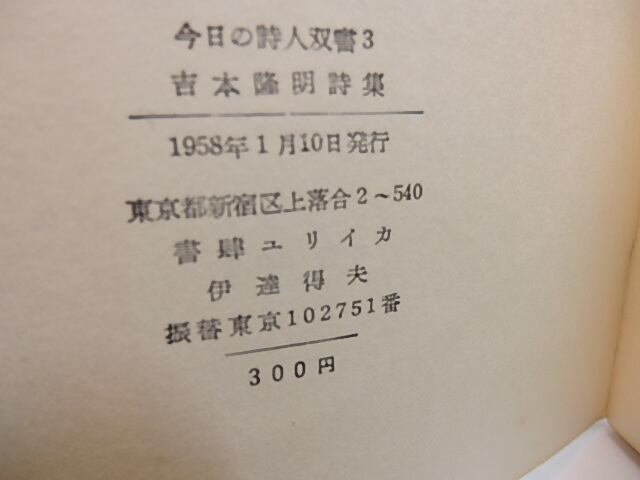 今日の詩人双書3
吉本隆明詩集
1958年1月10日発行
東京都新宿区上落合2～540
書肆ユリイカ
伊達得夫
振替東京102751番
300円